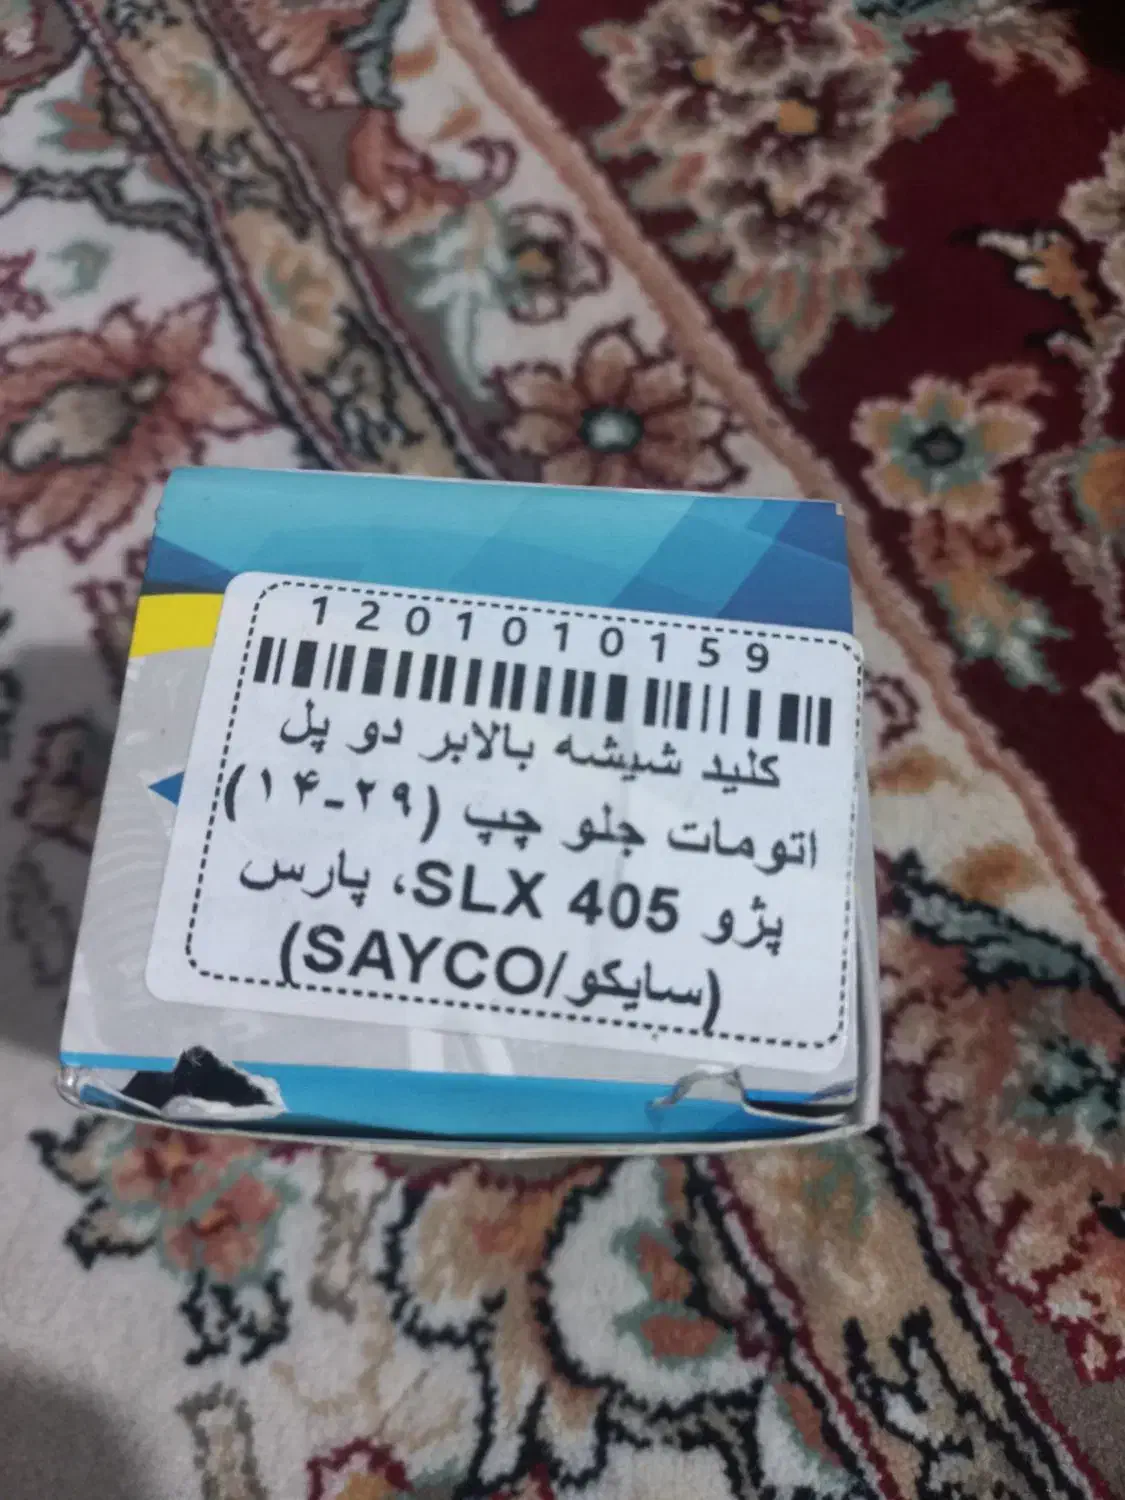 1201010159
کلید شیشه بالابر دو پل
اتومات جلو چپ (۲۹-۱۴)
پژو 405 SLX، پارس
(سایکو/SAYCO)